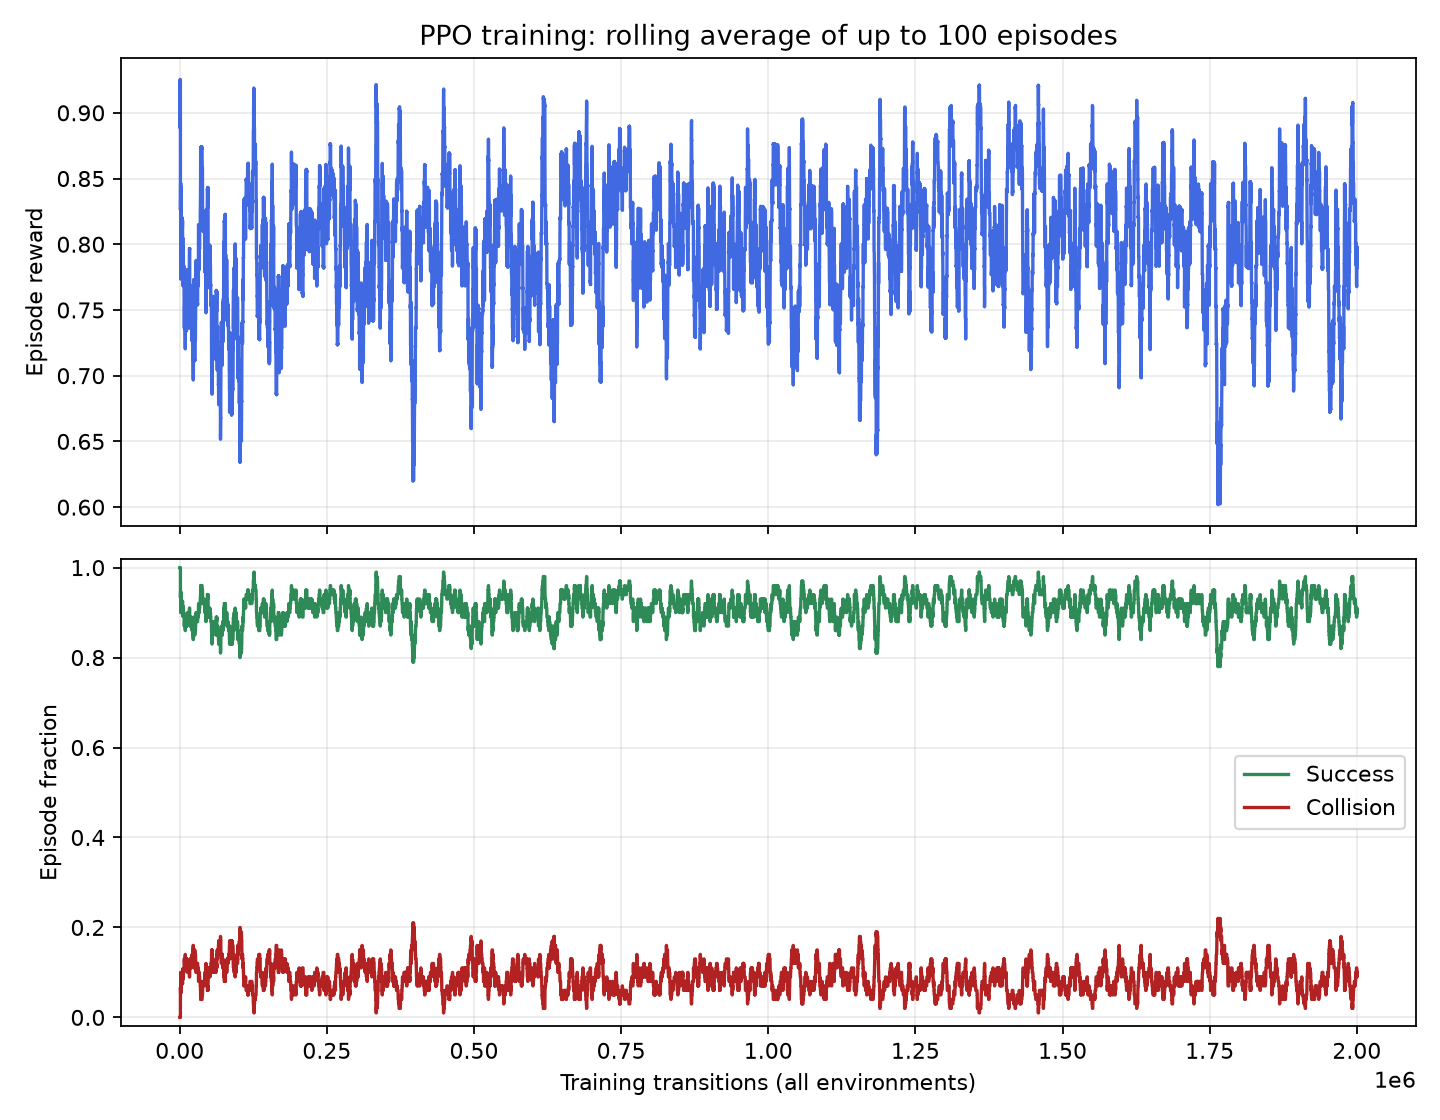 PPO training: rolling average of up to 100 episodes
Episode reward
0.90
0.85
0.80
0.75
0.70
0.65
0.60
Episode fraction
1.0
0.8
0.6
0.4
0.2
0.0
Success
Collision
0.00 0.25 0.50 0.75 1.00 1.25 1.50 1.75 2.00
1e6
Training transitions (all environments)